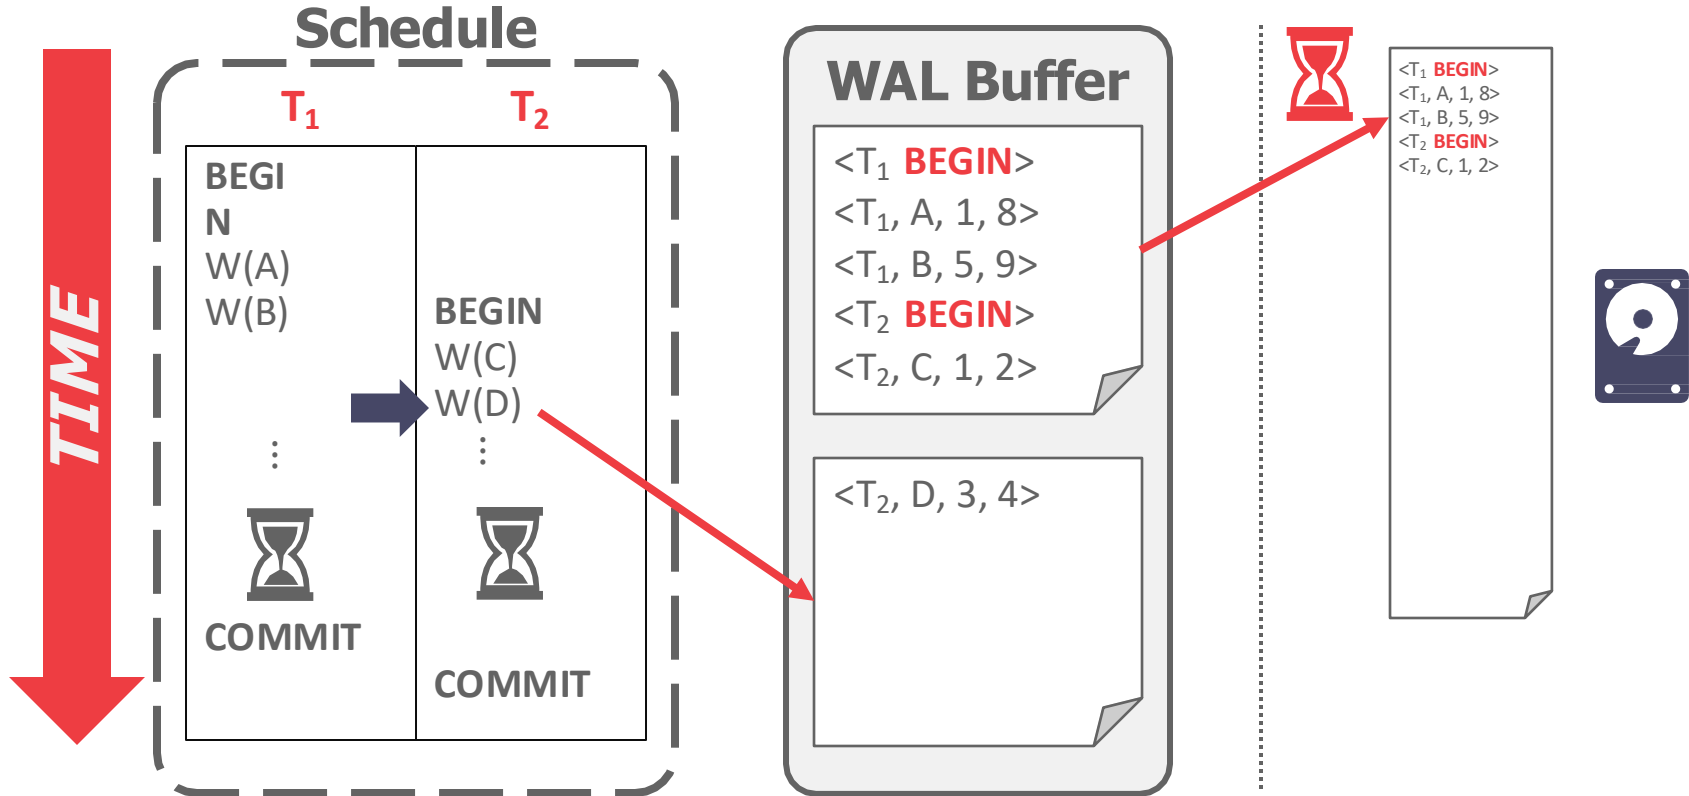 Schedule
TIME
T₁
T₂
BEGI
N
W(A)
W(B)
⋮
COMMIT
BEGIN
W(C)
W(D)
⋮
COMMIT
WAL Buffer
<T₁ BEGIN>
<T₁, A, 1, 8>
<T₁, B, 5, 9>
<T₂ BEGIN>
<T₂, C, 1, 2>
<T₂, D, 3, 4>
<T₁ BEGIN>
<T₁, A, 1, 8>
<T₁, B, 5, 9>
<T₂ BEGIN>
<T₂, C, 1, 2>